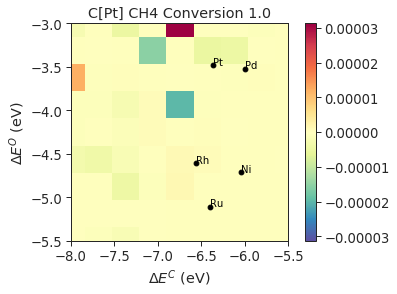 C[Pt] CH4 Conversion 1.0
−3.0
−3.5
−4.0
−4.5
−5.0
−5.5
ΔE^O (eV)
Pt
Pd
Rh
Ni
Ru
−8.0 −7.5 −7.0 −6.5 −6.0 −5.5
ΔE^C (eV)
0.00003
0.00002
0.00001
0.00000
−0.00001
−0.00002
−0.00003